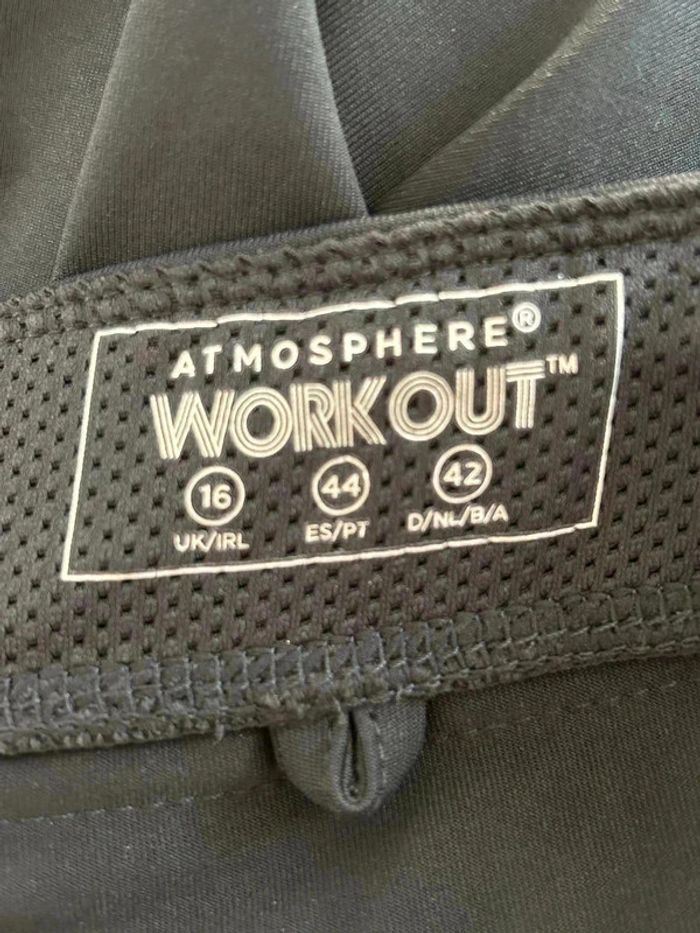 ATMOSPHERE®
WORKOUT™
16 44 42
UK/IRL ES/PT D/NL/B/A